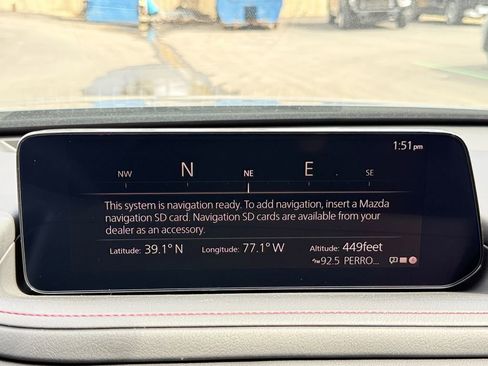 1:51pm
NW N NE E SE
This system is navigation ready. To add navigation, insert a Mazda
navigation SD card. Navigation SD cards are available from your
dealer as an accessory.
Latitude: 39.1° N Longitude: 77.1° W Altitude: 449feet
92.5 PERRO...